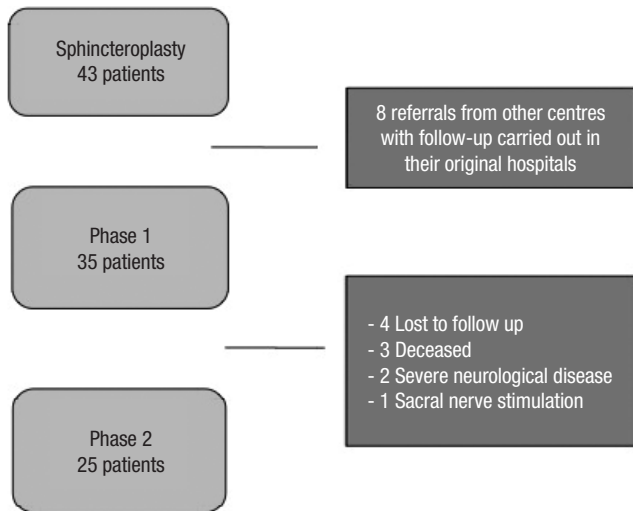 Sphincteroplasty
43 patients
8 referrals from other centres
with follow-up carried out in
their original hospitals
Phase 1
35 patients
- 4 Lost to follow up
- 3 Deceased
- 2 Severe neurological disease
- 1 Sacral nerve stimulation
Phase 2
25 patients